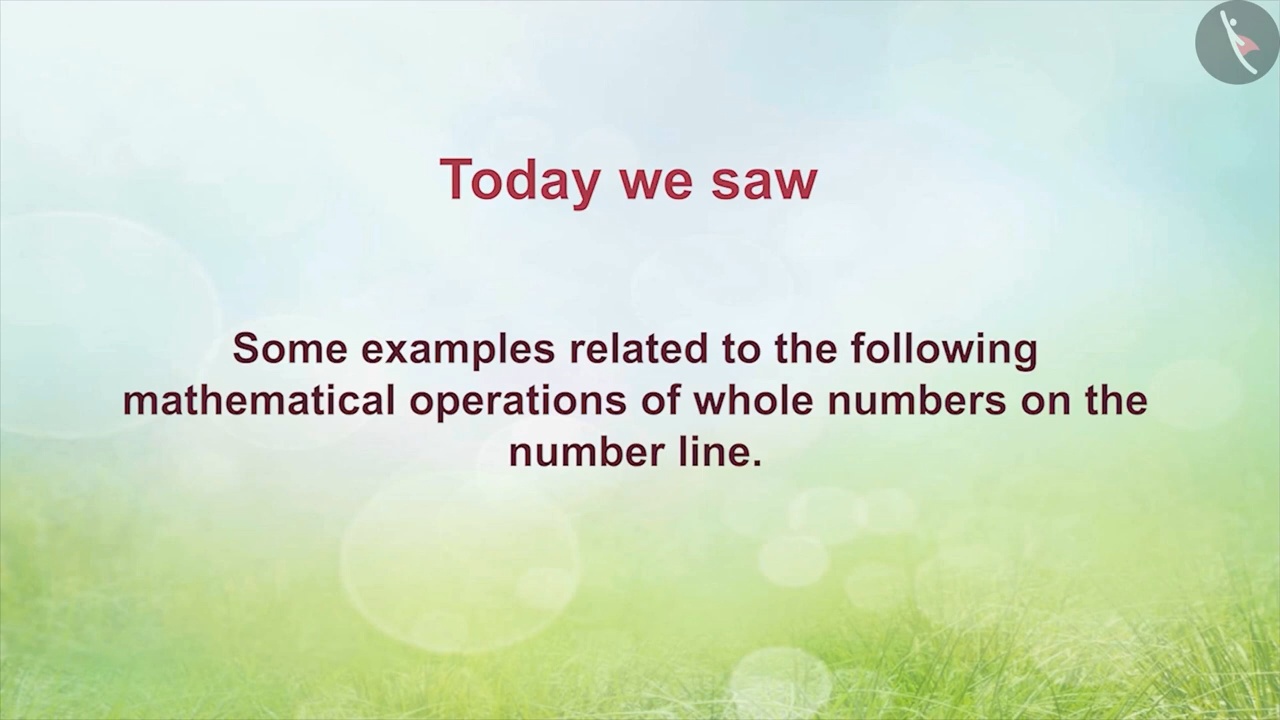 Today we saw
Some examples related to the following
mathematical operations of whole numbers on the
number line.